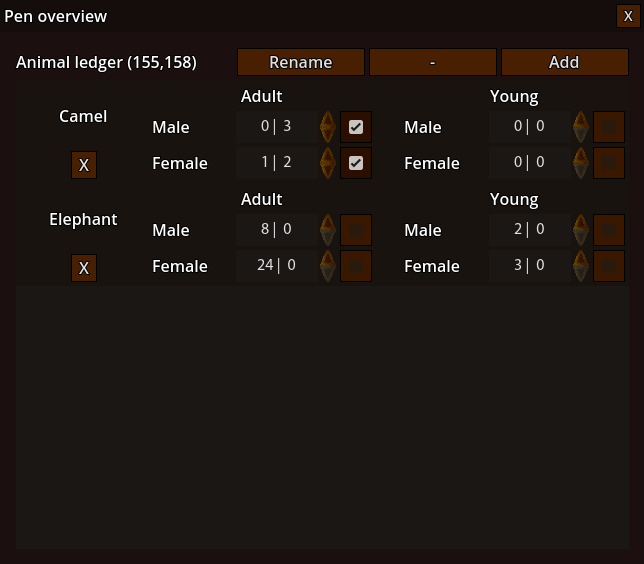 Pen overview X
Animal ledger (155,158) Rename - Add
Adult Young
Camel
Male 0| 3 Male 0| 0
X Female 1| 2 Female 0| 0
Adult Young
Elephant
Male 8| 0 Male 2| 0
X Female 24| 0 Female 3| 0